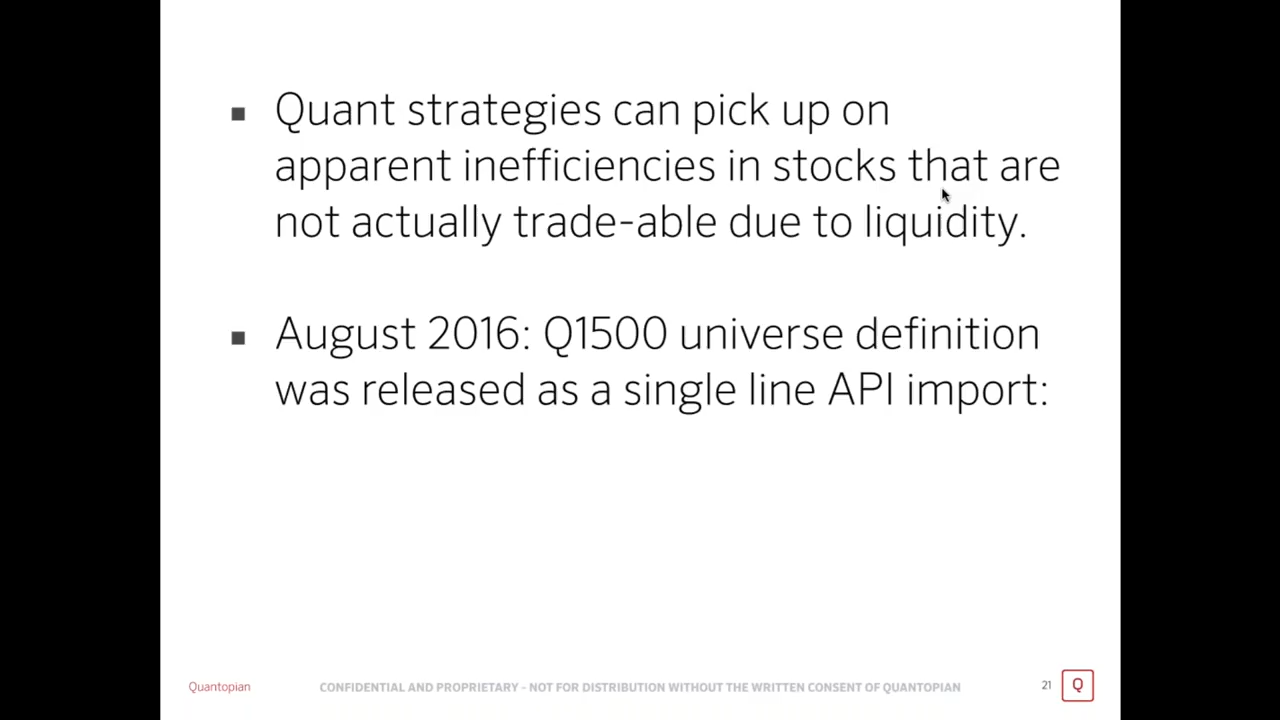 Quant strategies can pick up on
apparent inefficiencies in stocks that are
not actually trade-able due to liquidity.
August 2016: Q1500 universe definition
was released as a single line API import:
Quantopian
CONFIDENTIAL AND PROPRIETARY - NOT FOR DISTRIBUTION WITHOUT THE WRITTEN CONSENT OF QUANTOPIAN
21
Q